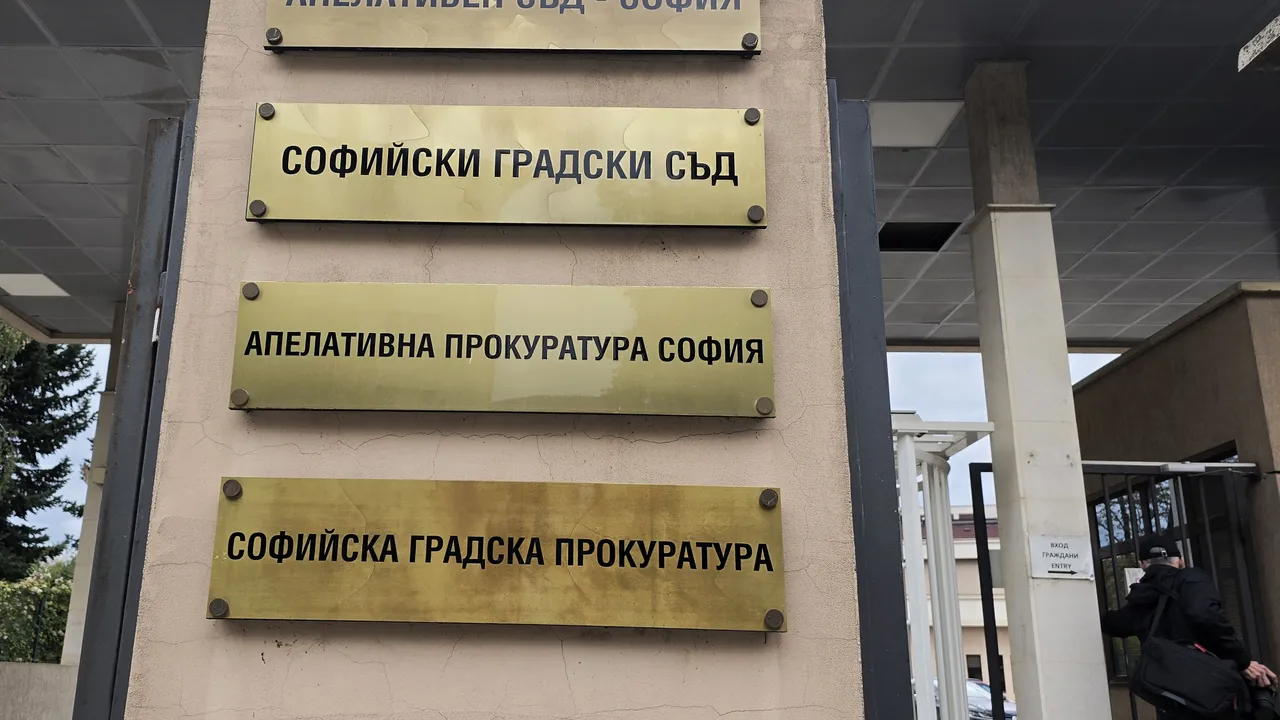 АПЕЛАТИВЕН СЪД - СОФИЯ
СОФИЙСКИ ГРАДСКИ СЪД
АПЕЛАТИВНА ПРОКУРАТУРА СОФИЯ
СОФИЙСКА ГРАДСКА ПРОКУРАТУРА
ВХОД
ГРАЖДАНИ
ENTRY